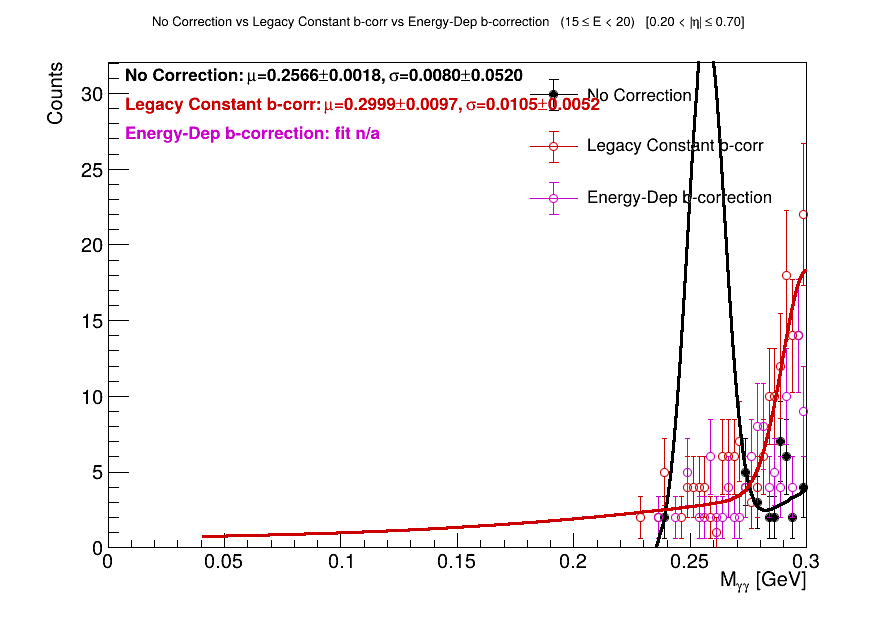 No Correction vs Legacy Constant b-corr vs Energy-Dep b-correction (15 ≤ E < 20) [0.20 < |η| ≤ 0.70]
Counts
No Correction: μ=0.2566±0.0018, σ=0.0080±0.0520
Legacy Constant b-corr: μ=0.2999±0.0097, σ=0.0105±0.0052
Energy-Dep b-correction: fit n/a
No Correction
Legacy Constant b-corr
Energy-Dep b-correction
30
25
20
15
10
5
0
0 0.05 0.1 0.15 0.2 0.25 0.3
Mγγ [GeV]